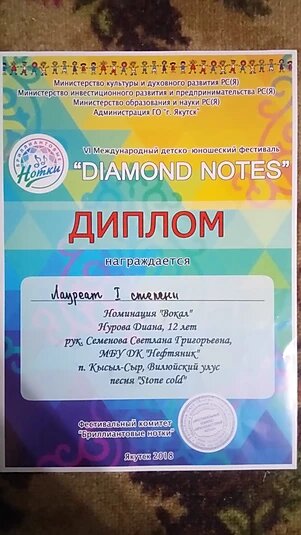 Министерство культуры и духовного развития РС(Я)
Министерство инвестиционного развития и предпринимательства РС(Я)
Министерство образования и науки РС(Я)
Администрация ГО "г. Якутск"
Нотки
VI Международный детско-юношеский фестиваль
"DIAMOND NOTES"
ДИПЛОМ
награждается
Лауреат I степени
Номинация "Вокал"
Нурова Диана, 12 лет
рук. Семенова Светлана Григорьевна,
МБУ ДК "Нефтяник"
п. Кысыл-Сыр, Вилюйский улус
песня "Stone cold"
Фестивальный комитет
"Бриллиантовые нотки"
Якутск 2018